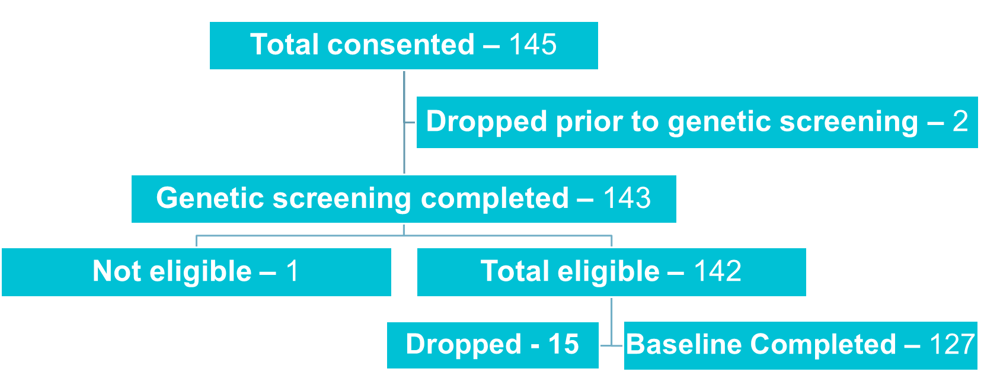 Total consented – 145
Dropped prior to genetic screening – 2
Genetic screening completed – 143
Not eligible – 1
Total eligible – 142
Dropped - 15
Baseline Completed – 127